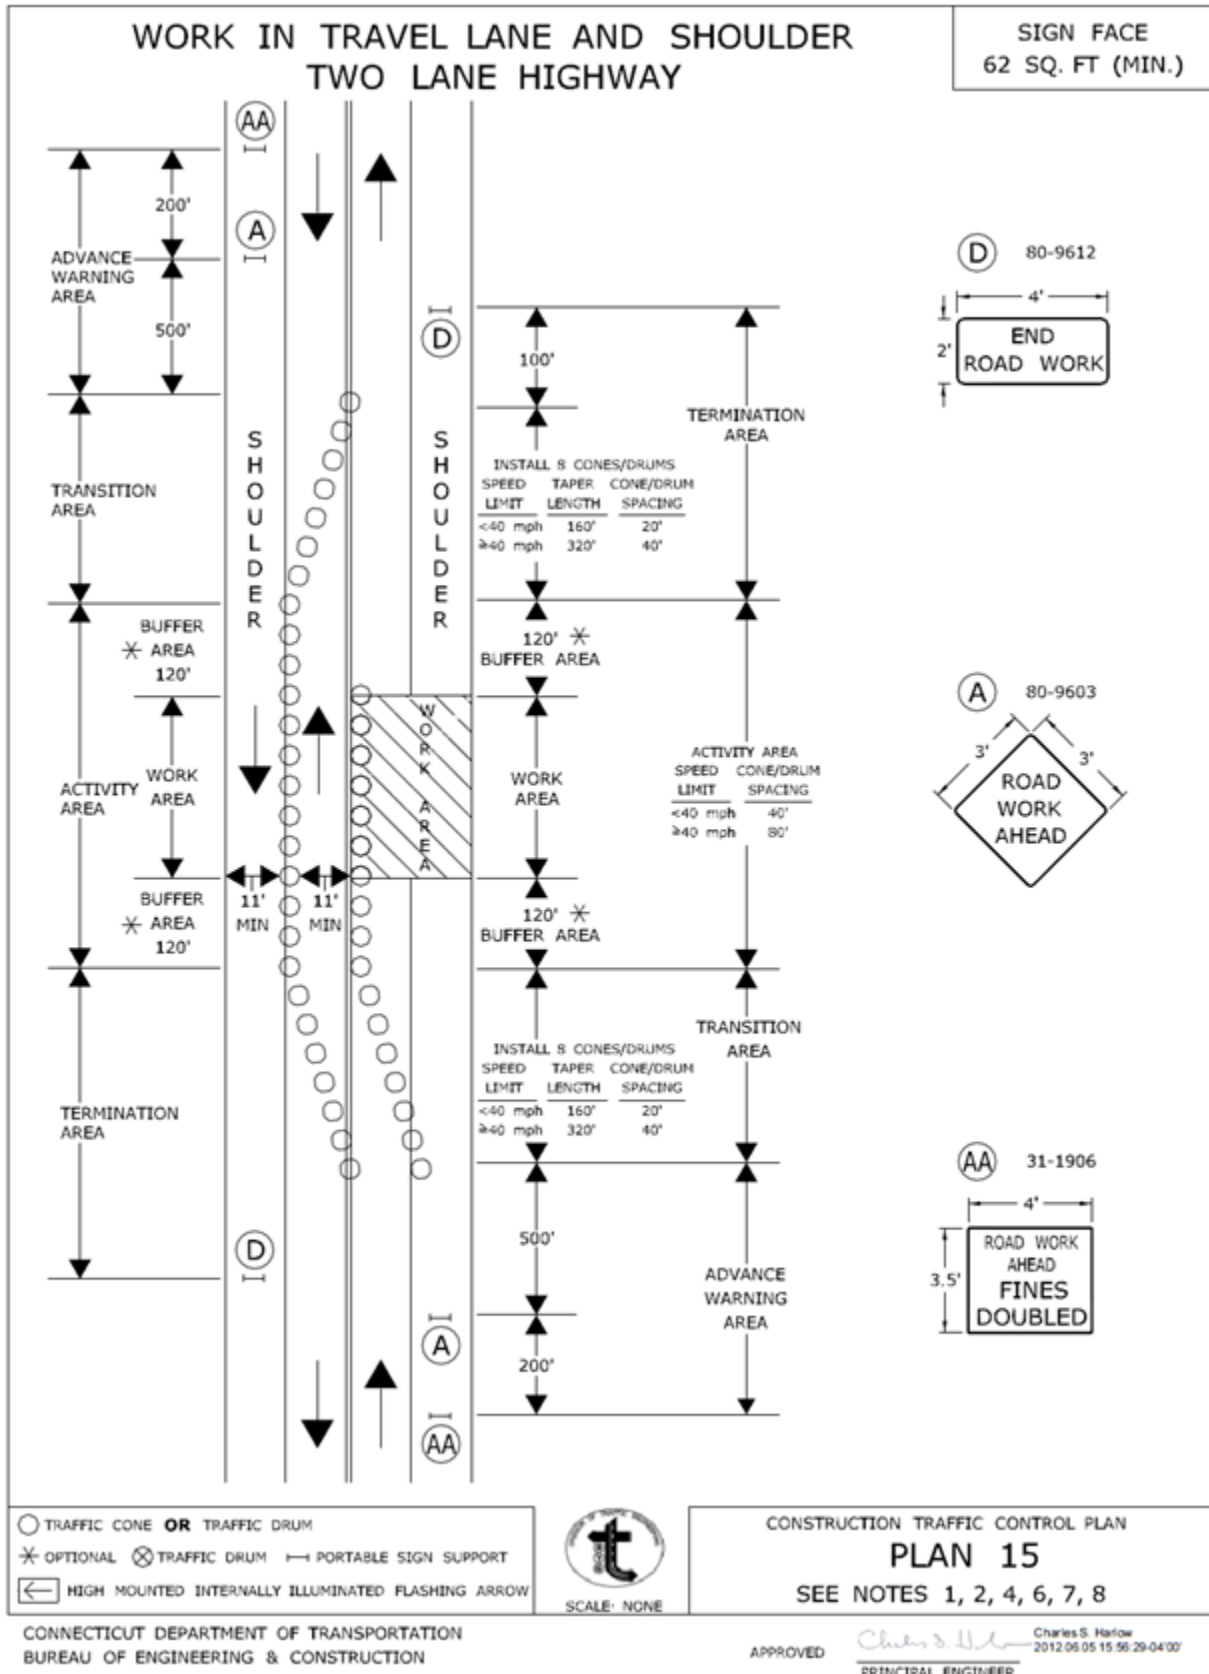 WORK IN TRAVEL LANE AND SHOULDER
TWO LANE HIGHWAY
SIGN FACE
62 SQ. FT (MIN.)
AA
200'
A
ADVANCE
WARNING
AREA
500'
TRANSITION
AREA
SHOULDER
BUFFER
* AREA
120'
ACTIVITY
AREA
WORK
AREA
BUFFER
* AREA
120'
11'
MIN
11'
MIN
TERMINATION
AREA
D
D
100'
TERMINATION
AREA
SHOULDER
INSTALL 8 CONES/DRUMS
SPEED TAPER CONE/DRUM
LIMIT LENGTH SPACING
<40 mph 160' 20'
≥40 mph 320' 40'
120' *
BUFFER AREA
WORK AREA
WORK
AREA
ACTIVITY AREA
SPEED CONE/DRUM
LIMIT SPACING
<40 mph 40'
≥40 mph 80'
120' *
BUFFER AREA
TRANSITION
AREA
INSTALL 8 CONES/DRUMS
SPEED TAPER CONE/DRUM
LIMIT LENGTH SPACING
<40 mph 160' 20'
≥40 mph 320' 40'
500'
ADVANCE
WARNING
AREA
A
200'
AA
D 80-9612
4'
2'
END
ROAD WORK
A 80-9603
3' 3'
ROAD
WORK
AHEAD
AA 31-1906
4'
3.5'
ROAD WORK
AHEAD
FINES
DOUBLED
TRAFFIC CONE OR TRAFFIC DRUM
* OPTIONAL TRAFFIC DRUM PORTABLE SIGN SUPPORT
HIGH MOUNTED INTERNALLY ILLUMINATED FLASHING ARROW
SCALE: NONE
CONSTRUCTION TRAFFIC CONTROL PLAN
PLAN 15
SEE NOTES 1, 2, 4, 6, 7, 8
CONNECTICUT DEPARTMENT OF TRANSPORTATION
BUREAU OF ENGINEERING & CONSTRUCTION
APPROVED
Charles S. Harlow
2012.06.05 15:56:29-04'00'
PRINCIPAL ENGINEER